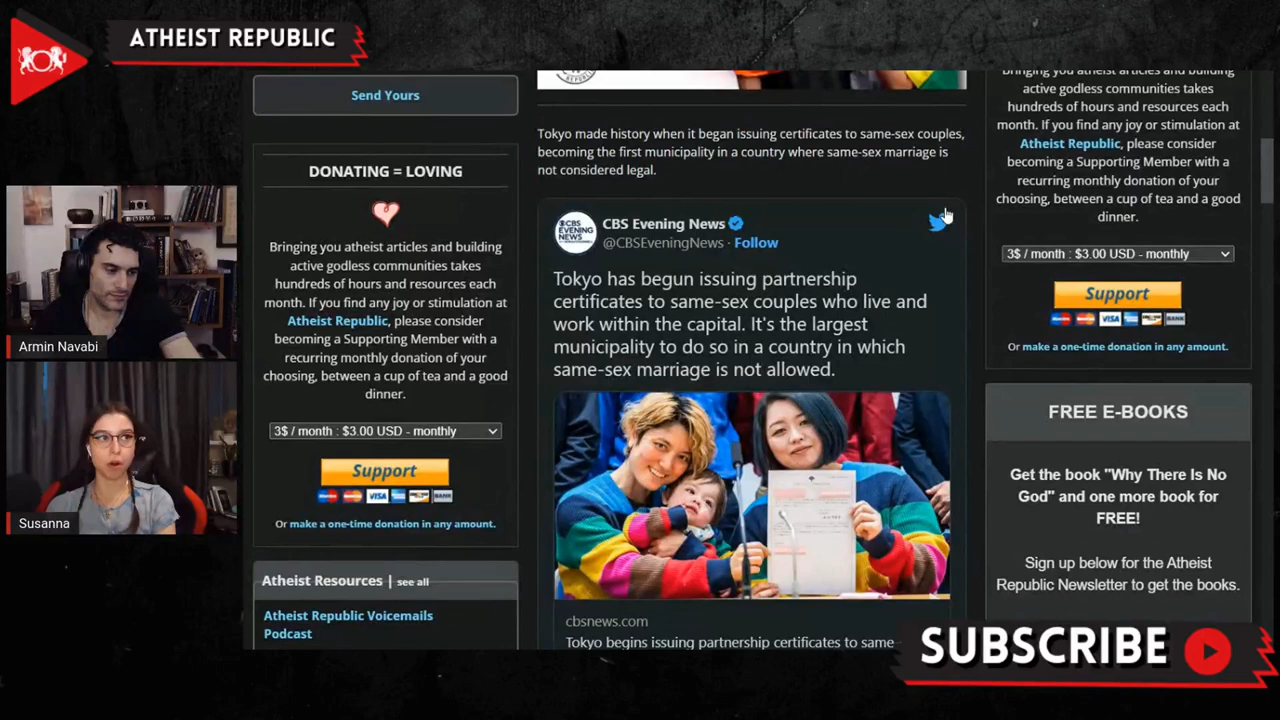 ATHEIST REPUBLIC
Armin Navabi
Susanna
Send Yours
DONATING = LOVING
Bringing you atheist articles and building
active godless communities takes
hundreds of hours and resources each
month. If you find any joy or stimulation at
Atheist Republic, please consider
becoming a Supporting Member with a
recurring monthly donation of your
choosing, between a cup of tea and a good
dinner.
3$ / month : $3.00 USD - monthly
Support
VISA
BANK
Or make a one-time donation in any amount.
Atheist Resources | see all
Atheist Republic Voicemails
Podcast
Tokyo made history when it began issuing certificates to same-sex couples,
becoming the first municipality in a country where same-sex marriage is
not considered legal.
CBS EVENING NEWS
CBS Evening News
@CBSEveningNews · Follow
Tokyo has begun issuing partnership
certificates to same-sex couples who live and
work within the capital. It's the largest
municipality to do so in a country in which
same-sex marriage is not allowed.
cbsnews.com
Tokyo begins issuing partnership certificates to same-
Bringing you atheist articles and building
active godless communities takes
hundreds of hours and resources each
month. If you find any joy or stimulation at
Atheist Republic, please consider
becoming a Supporting Member with a
recurring monthly donation of your
choosing, between a cup of tea and a good
dinner.
3$ / month : $3.00 USD - monthly
Support
VISA
BANK
Or make a one-time donation in any amount.
FREE E-BOOKS
Get the book "Why There Is No
God" and one more book for
FREE!
Sign up below for the Atheist
Republic Newsletter to get the books.
SUBSCRIBE